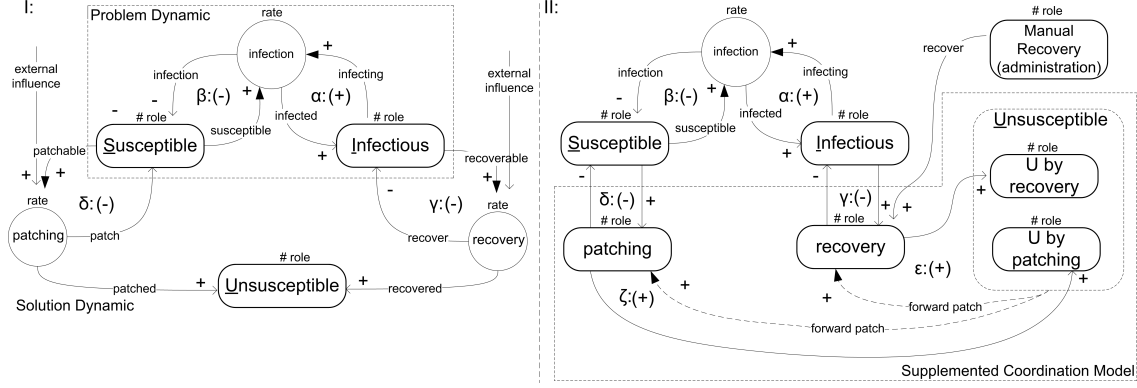 I:
Problem Dynamic
rate
infection
external
influence
infection
infecting
external
influence
+
+
-
-
β:(-)
α:(+)
# role
susceptible
infected
# role
Susceptible
Infectious
patchable
recoverable
+
+
+
-
+
+
rate
δ:(-)
γ:(-)
rate
patching
patch
recover
recovery
# role
Unsusceptible
+
+
patched
recovered
Solution Dynamic
II:
rate
infection
# role
Manual
Recovery
(administration)
recover
infection
infecting
+
+
-
β:(-)
α:(+)
# role
susceptible
infected
# role
Susceptible
Infectious
+
Unsusceptible
# role
U by
recovery
+
-
δ:(-)
+
-
γ:(-)
+
+
# role
patching
# role
recovery
# role
U by
patching
ε:(+)
ζ:(+)
+
+
+
forward patch
forward patch
Supplemented Coordination Model